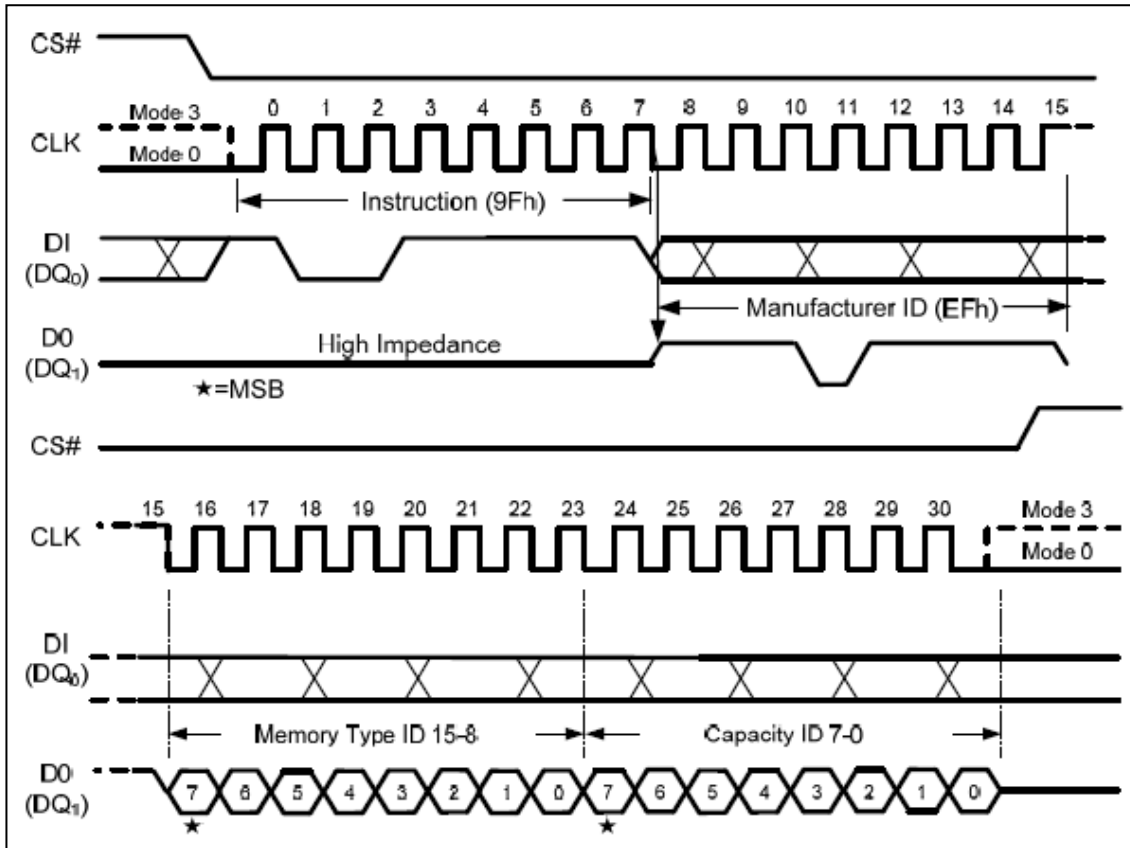 CS#
Mode 3
0 1 2 3 4 5 6 7 8 9 10 11 12 13 14 15
CLK
Mode 0
Instruction (9Fh)
DI
(DQ0)
Manufacturer ID (EFh)
D0
(DQ1)
High Impedance
★=MSB
CS#
15 16 17 18 19 20 21 22 23 24 25 26 27 28 29 30
Mode 3
CLK
Mode 0
DI
(DQ0)
Memory Type ID 15-8
Capacity ID 7-0
D0
(DQ1)
7 6 5 4 3 2 1 0 7 6 5 4 3 2 1 0
★ ★